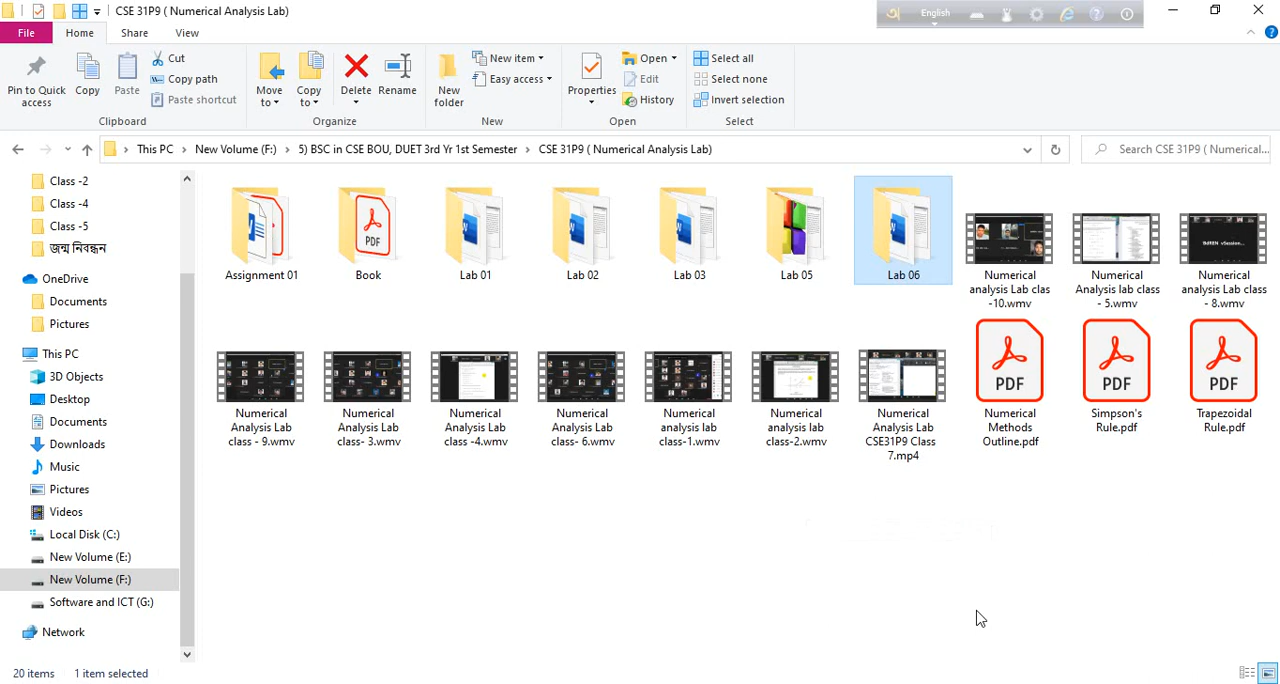 CSE 31P9 ( Numerical Analysis Lab)
English
File
Home
Share
View
Pin to Quick
access
Copy
Paste
Cut
Copy path
Paste shortcut
Clipboard
Move
to
Copy
to
Delete
Rename
Organize
New
folder
New item
Easy access
New
Properties
Open
Edit
History
Open
Select all
Select none
Invert selection
Select
This PC
New Volume (F:)
5) BSC in CSE BOU, DUET 3rd Yr 1st Semester
CSE 31P9 ( Numerical Analysis Lab)
Search CSE 31P9 ( Numerical...
Class -2
Class -4
Class -5
জন্ম নিবন্ধন
OneDrive
Documents
Pictures
This PC
3D Objects
Desktop
Documents
Downloads
Music
Pictures
Videos
Local Disk (C:)
New Volume (E:)
New Volume (F:)
Software and ICT (G:)
Network
Assignment 01
PDF
Book
Lab 01
Lab 02
Lab 03
Lab 05
Lab 06
Numerical
analysis Lab clas
-10.wmv
Numerical
Analysis lab class
- 5.wmv
BdREN vSession...
Numerical
analysis Lab class
- 8.wmv
Numerical
Analysis Lab
class - 9.wmv
Numerical
Analysis Lab
class- 3.wmv
Numerical
Analysis Lab
class -4.wmv
Numerical
Analysis Lab
class- 6.wmv
Numerical
analysis lab
class-1.wmv
Numerical
analysis lab
class-2.wmv
Numerical
Analysis Lab
CSE31P9 Class
7.mp4
PDF
Numerical
Methods
Outline.pdf
PDF
Simpson's
Rule.pdf
PDF
Trapezoidal
Rule.pdf
20 items
1 item selected